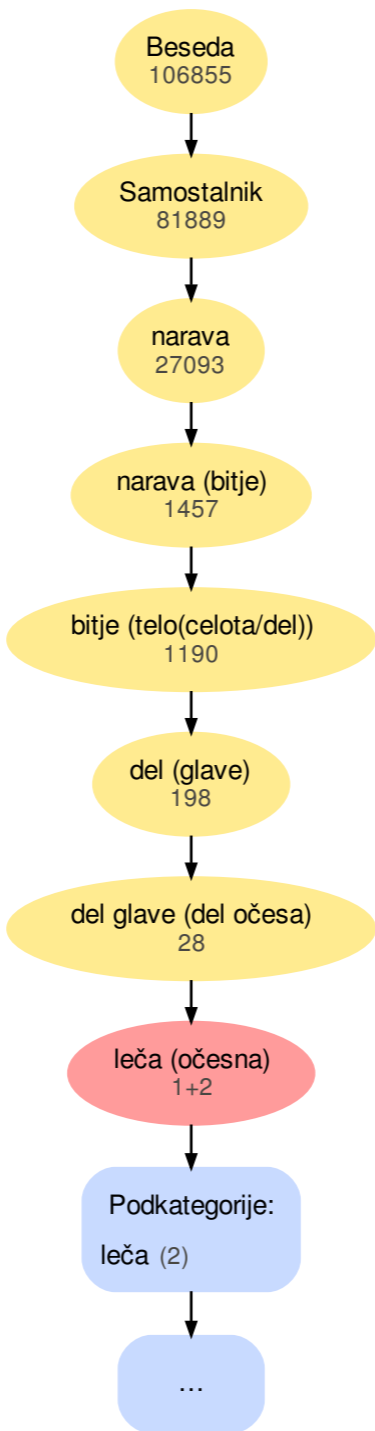 Beseda
106855
Samostalnik
81889
narava
27093
narava (bitje)
1457
bitje (telo(celota/del))
1190
del (glave)
198
del glave (del očesa)
28
leča (očesna)
1+2
Podkategorije:
leča (2)
...